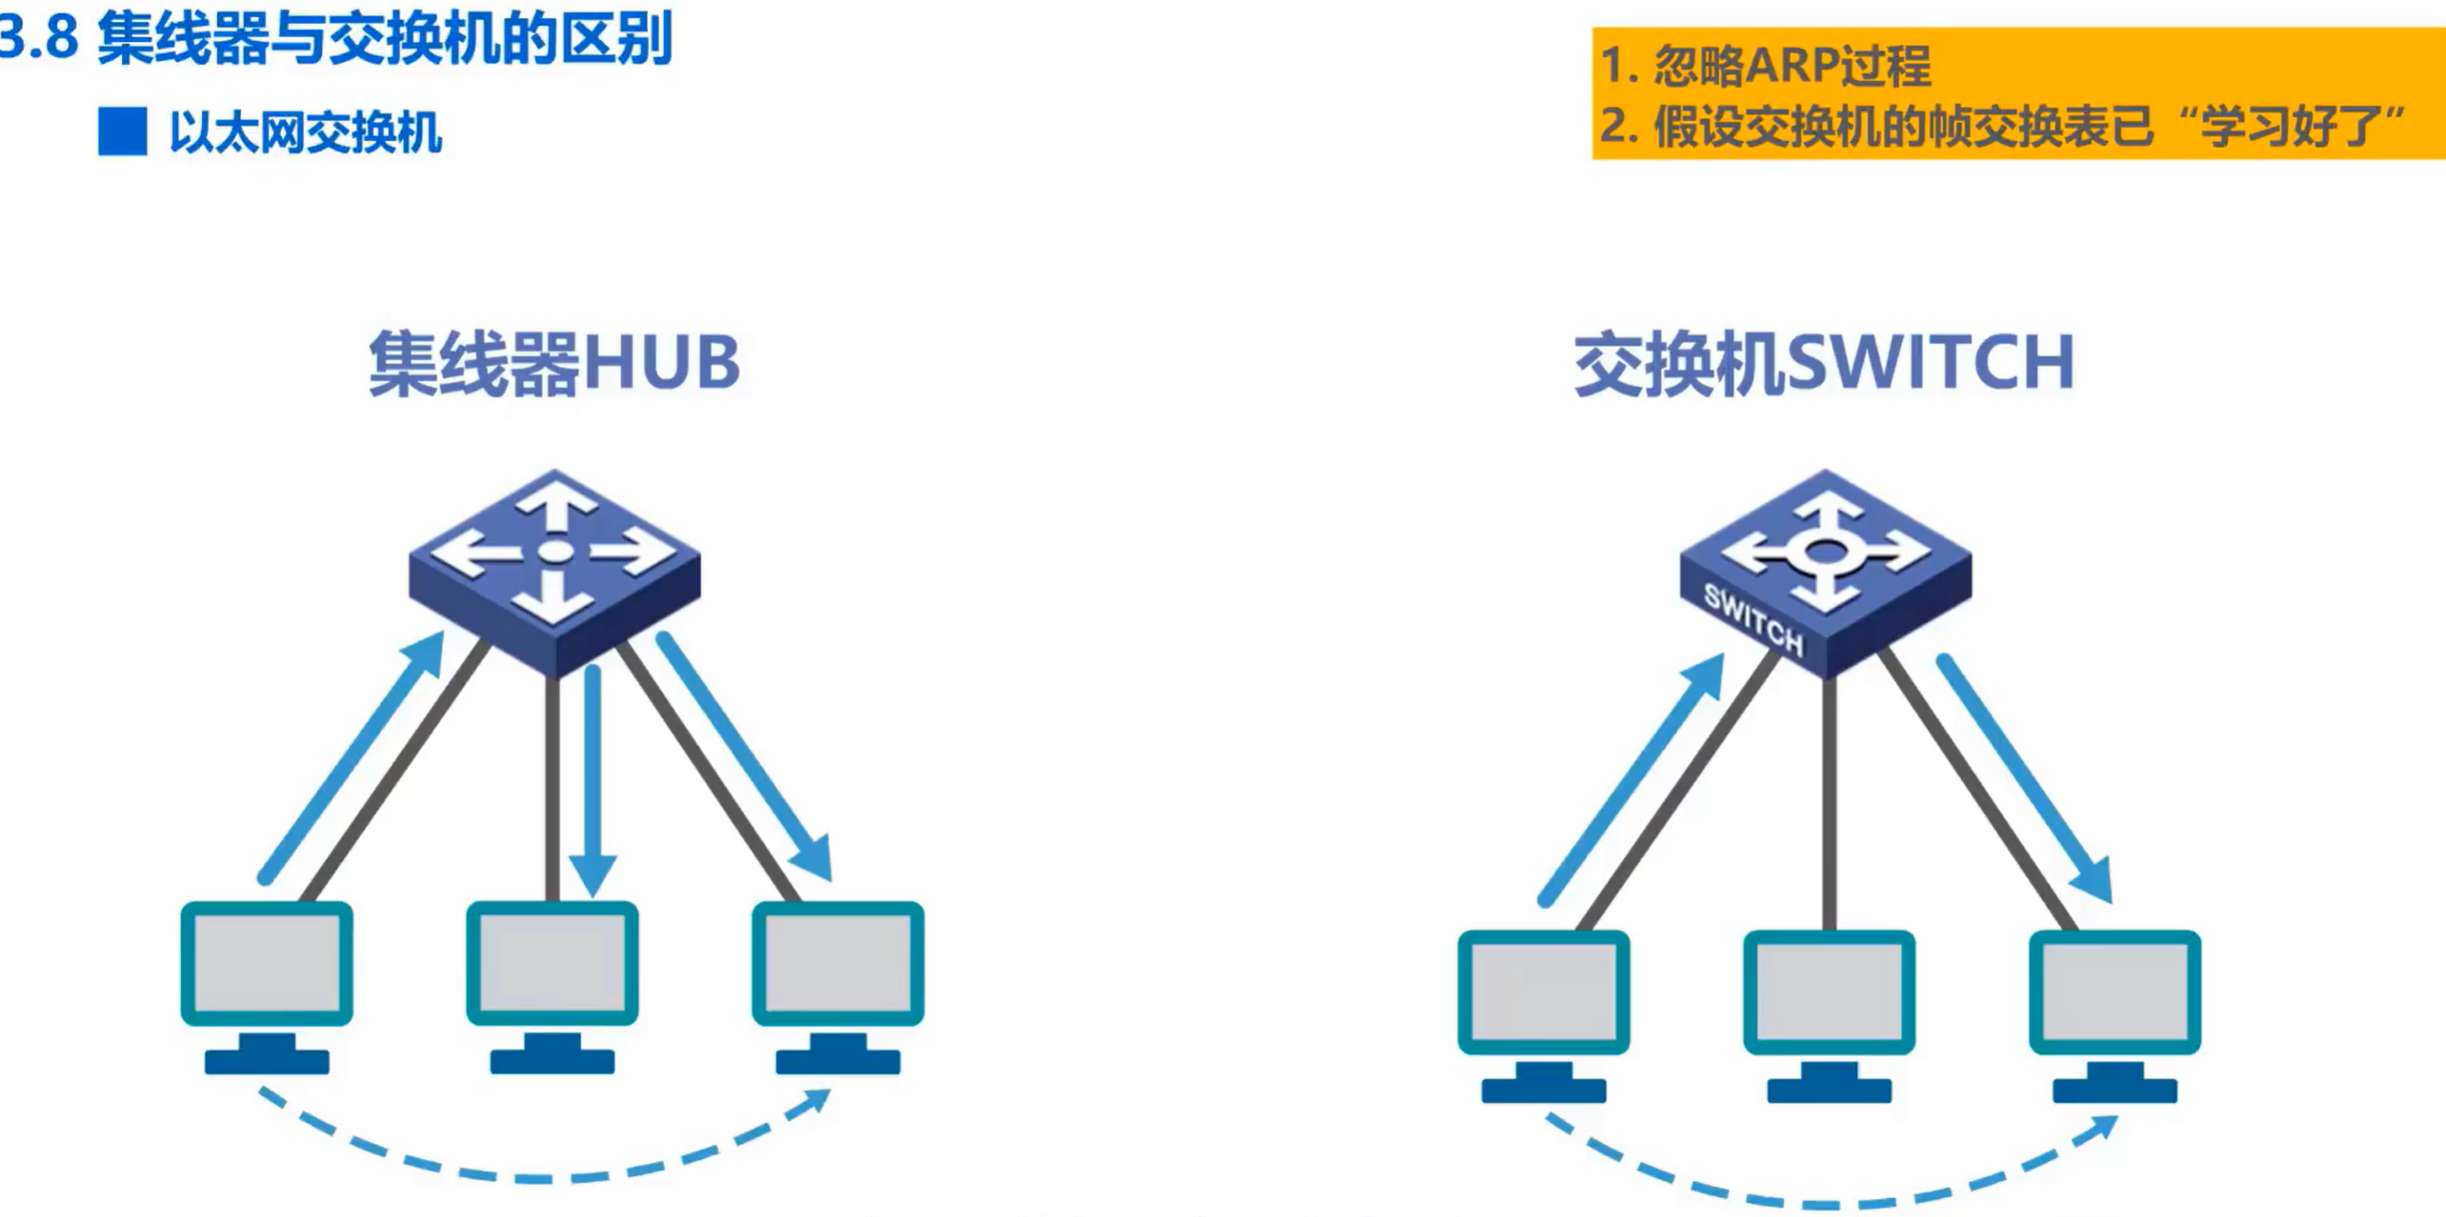 3.8 集线器与交换机的区别
以太网交换机
1. 忽略ARP过程
2. 假设交换机的帧交换表已“学习好了”
集线器HUB
交换机SWITCH
SWITCH